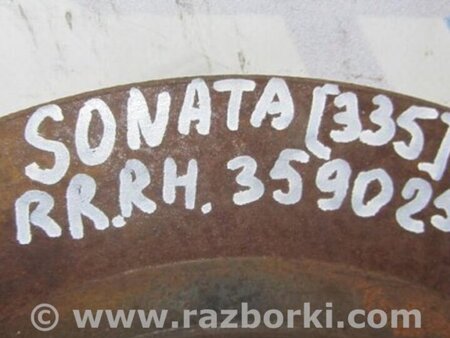 SONATA [335]
RR.RH. 359025
© www.razborki.com